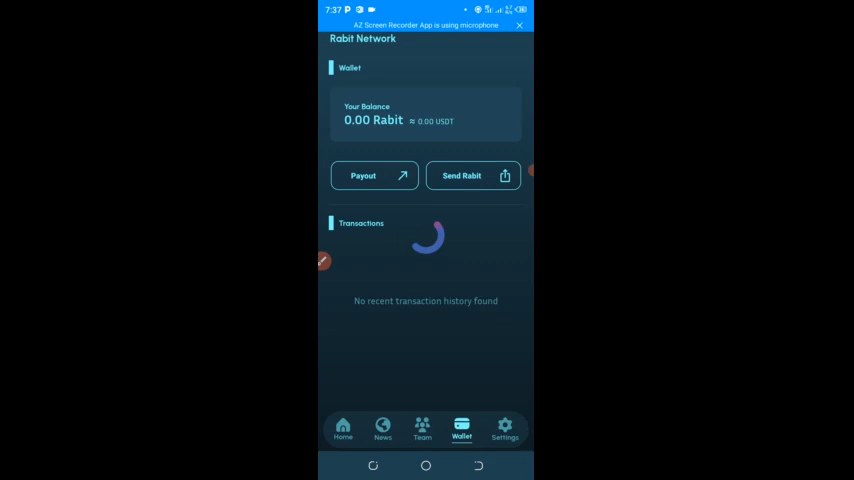 7:37
AZ Screen Recorder App is using microphone
Rabit Network
Wallet
Your Balance
0.00 Rabit ≈ 0.00 USDT
Payout
Send Rabit
Transactions
No recent transaction history found
Home
News
Team
Wallet
Settings